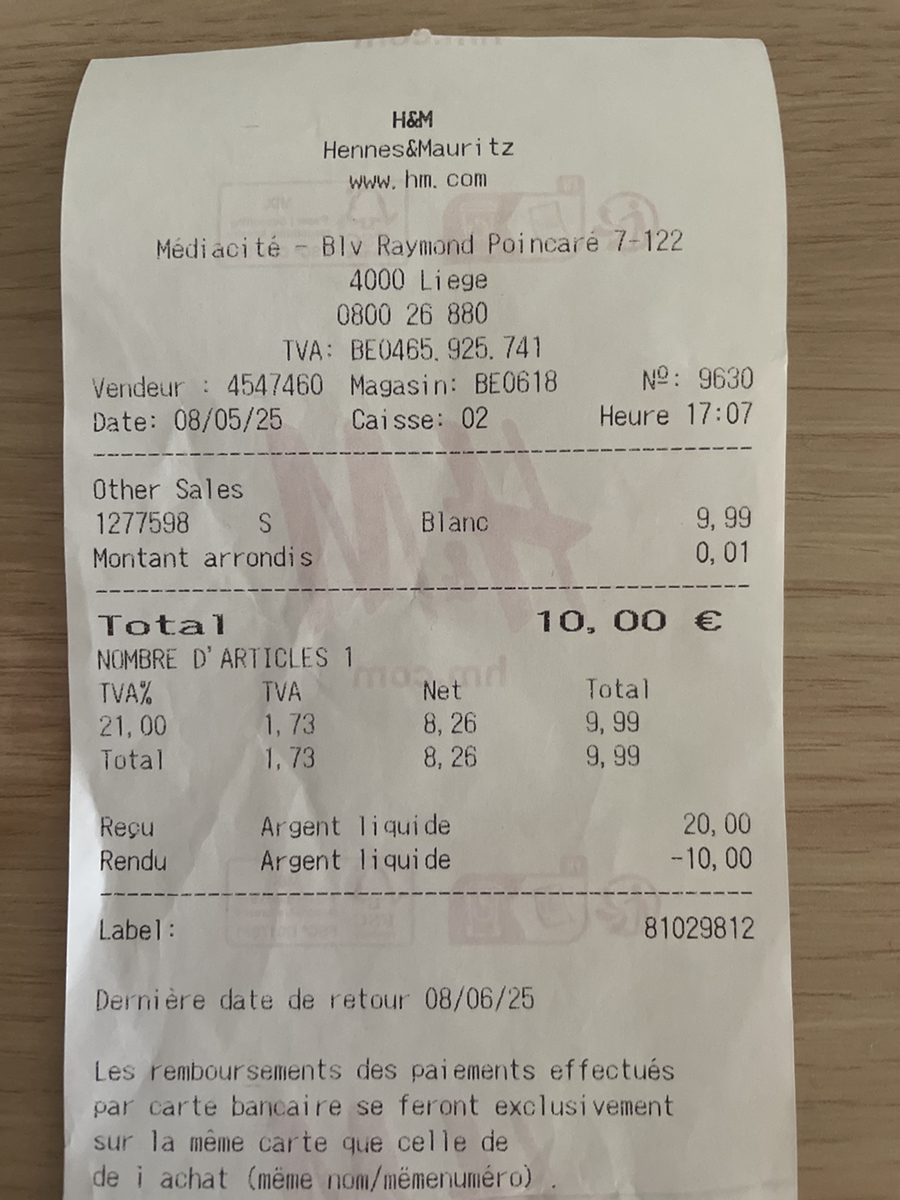 H&M
Hennes&Mauritz
www.hm.com
Médiacité - Blv Raymond Poincaré 7-122
4000 Liege
0800 26 880
TVA: BE0465.925.741
Vendeur : 4547460 Magasin: BE0618 Nº: 9630
Date: 08/05/25 Caisse: 02 Heure 17:07
Other Sales
1277598 S Blanc 9,99
Montant arrondis 0,01
Total 10,00 €
NOMBRE D'ARTICLES 1
TVA% TVA Net Total
21,00 1,73 8,26 9,99
Total 1,73 8,26 9,99
Reçu Argent liquide 20,00
Rendu Argent liquide -10,00
Label: 81029812
Dernière date de retour 08/06/25
Les remboursements des paiements effectués
par carte bancaire se feront exclusivement
sur la même carte que celle de
de i achat (mëme nom/mëmenuméro) .